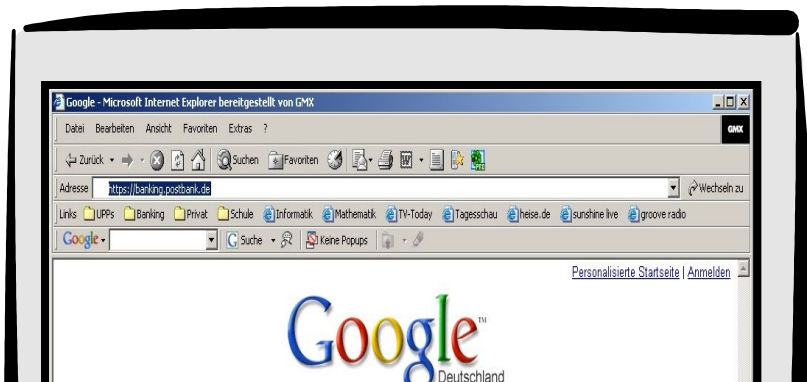 Google - Microsoft Internet Explorer bereitgestellt von GMX
Datei Bearbeiten Ansicht Favoriten Extras ?
GMX
Zurück Suchen Favoriten
Adresse https://banking.postbank.de Wechseln zu
Links UPPs Banking Privat Schule Informatik Mathematik TV-Today Tagesschau heise.de sunshine live groove radio
Google G Suche Keine Popups
Personalisierte Startseite | Anmelden
Google™
Deutschland